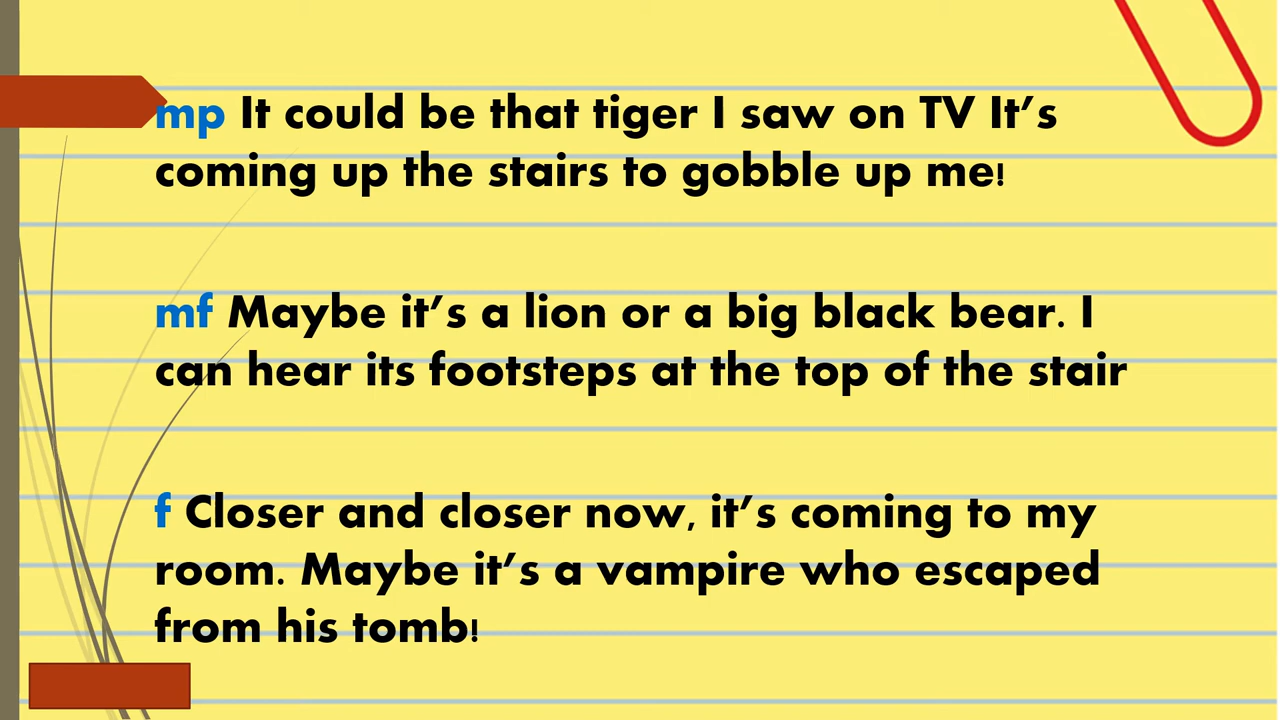 mp It could be that tiger I saw on TV It’s
coming up the stairs to gobble up me!
mf Maybe it’s a lion or a big black bear. I
can hear its footsteps at the top of the stair
f Closer and closer now, it’s coming to my
room. Maybe it’s a vampire who escaped
from his tomb!